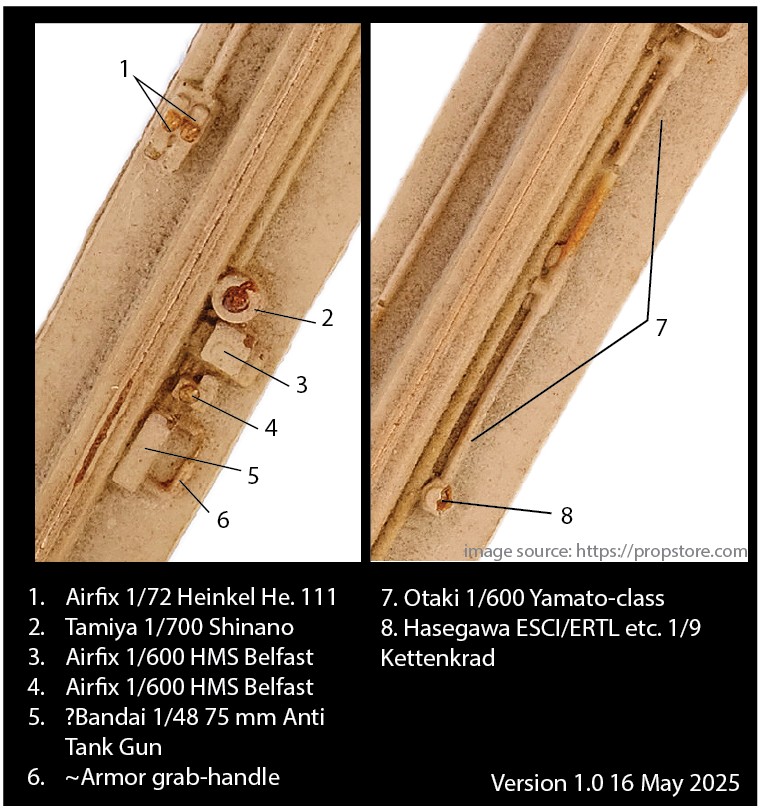 1
2
3
4
5
6
7
8
image source: https://propstore.com
1. Airfix 1/72 Heinkel He. 111
2. Tamiya 1/700 Shinano
3. Airfix 1/600 HMS Belfast
4. Airfix 1/600 HMS Belfast
5. ?Bandai 1/48 75 mm Anti
Tank Gun
6. ~Armor grab-handle
7. Otaki 1/600 Yamato-class
8. Hasegawa ESCI/ERTL etc. 1/9
Kettenkrad
Version 1.0 16 May 2025